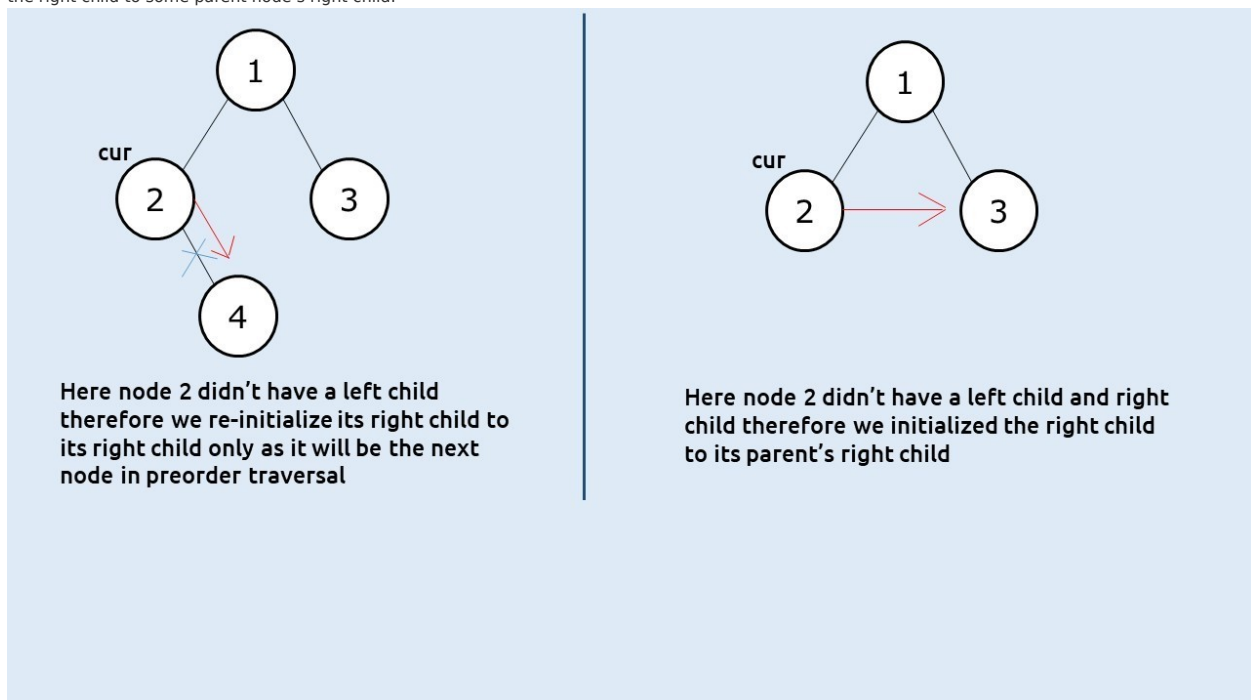 the right child to some parent node's right child.
1
cur
2
3
4
Here node 2 didn't have a left child
therefore we re-initialize its right child to
its right child only as it will be the next
node in preorder traversal
1
cur
2
3
Here node 2 didn't have a left child and right
child therefore we initialized the right child
to its parent's right child